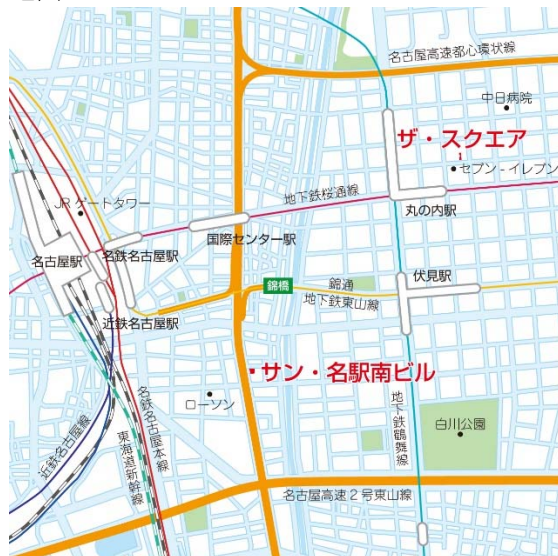 名古屋高速都心環状線
中日病院
ザ・スクエア
セブン-イレブン
地下鉄桜通線
JRゲートタワー
丸の内駅
国際センター駅
名鉄名古屋駅
名古屋駅
伏見駅
錦橋
錦通
地下鉄東山線
近鉄名古屋駅
サン・名駅南ビル
ローソン
名鉄名古屋本線
地下鉄鶴舞線
白川公園
近鉄名古屋線
東海道新幹線
名古屋高速2号東山線